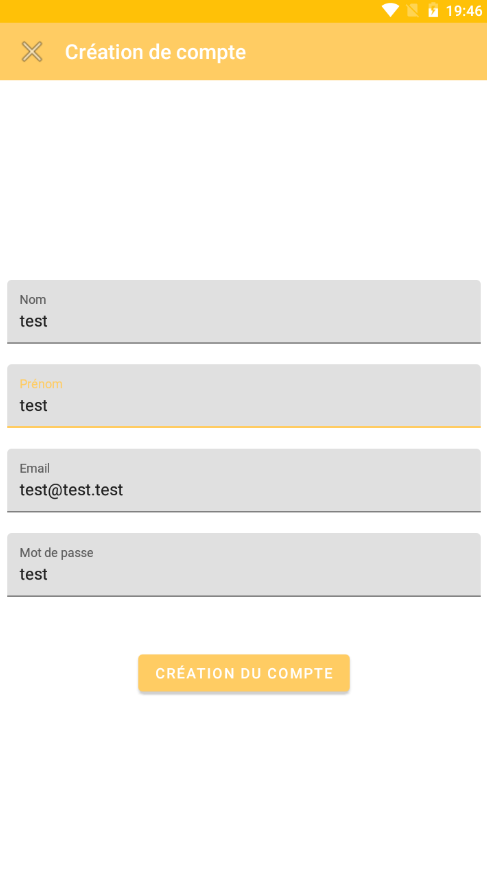 19:46
Création de compte
Nom
test
Prénom
test
Email
test@test.test
Mot de passe
test
CRÉATION DU COMPTE